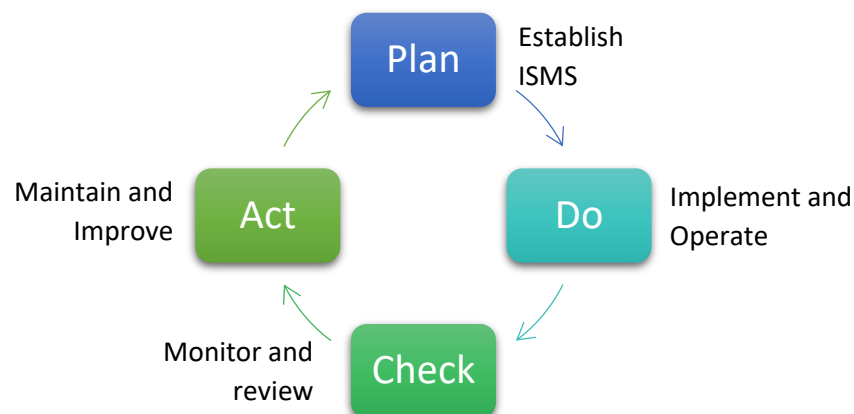 Plan
Establish
ISMS
Do
Implement and
Operate
Check
Monitor and
review
Act
Maintain and
Improve